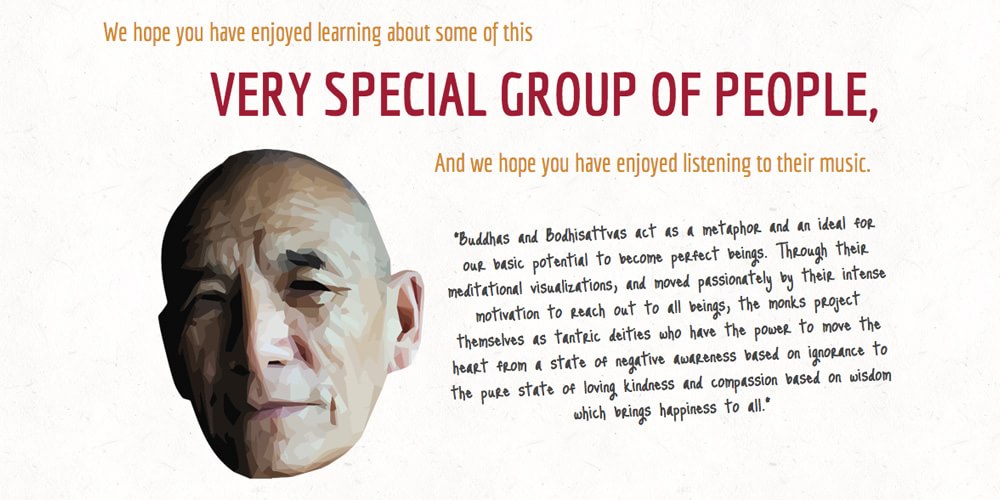 We hope you have enjoyed learning about some of this
VERY SPECIAL GROUP OF PEOPLE,
And we hope you have enjoyed listening to their music.
"Buddhas and Bodhisattvas act as a metaphor and an ideal for
our basic potential to become perfect beings. Through their
meditational visualizations, and moved passionately by their intense
motivation to reach out to all beings, the monks project
themselves as tantric deities who have the power to move the
heart from a state of negative awareness based on ignorance to
the pure state of loving kindness and compassion based on wisdom
which brings happiness to all."